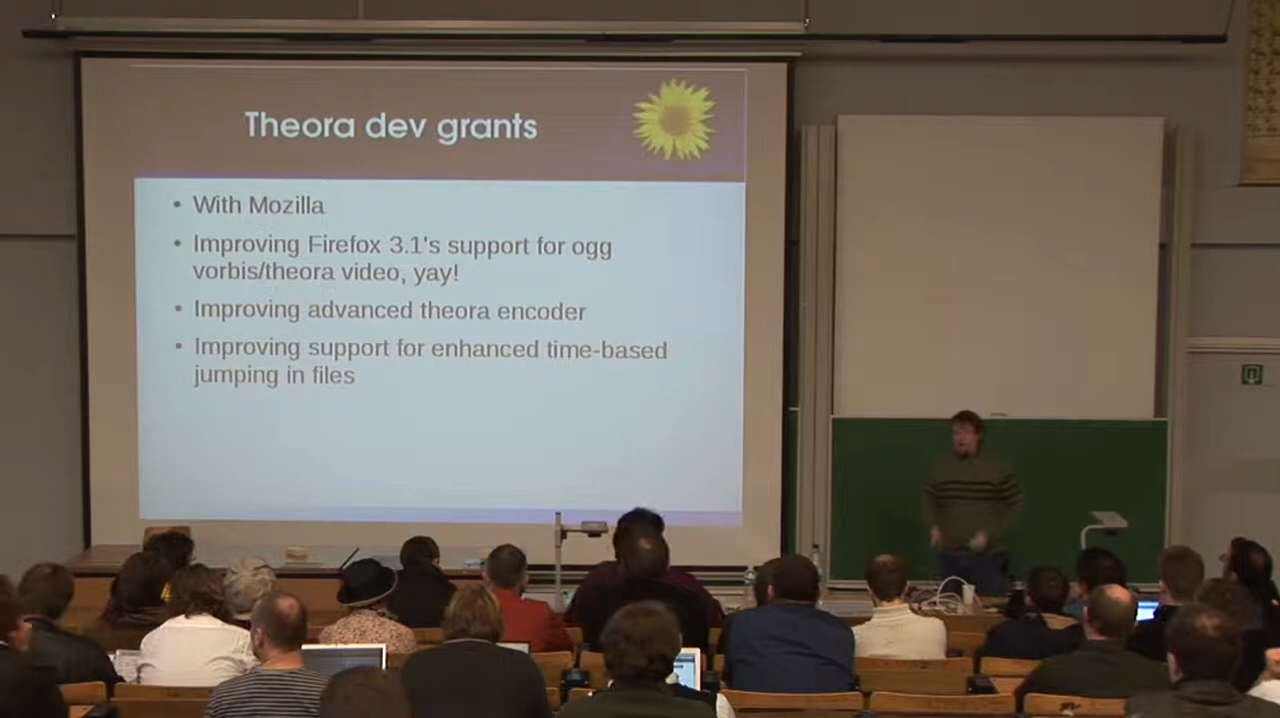 Theora dev grants
• With Mozilla
• Improving Firefox 3.1's support for ogg
vorbis/theora video, yay!
• Improving advanced theora encoder
• Improving support for enhanced time-based
jumping in files